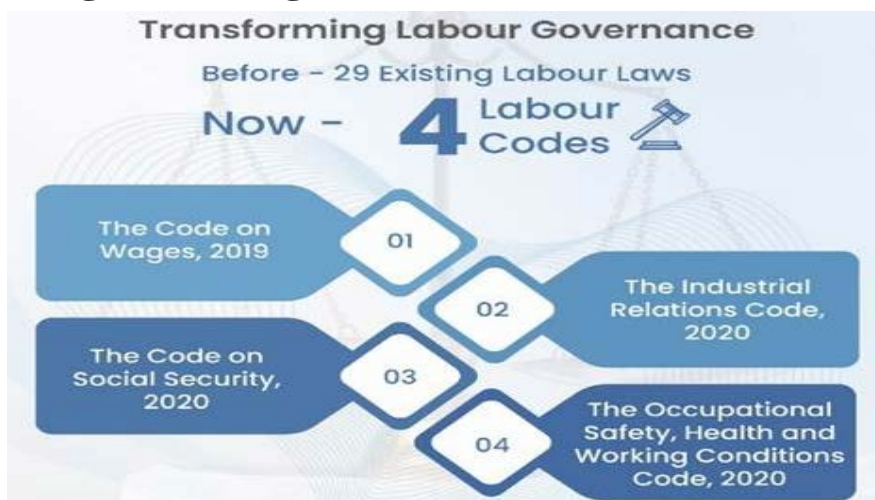 Transforming Labour Governance
Before - 29 Existing Labour Laws
Now - 4 Labour
Codes
01
The Code on
Wages, 2019
02
The Industrial
Relations Code,
2020
03
The Code on
Social Security,
2020
04
The Occupational
Safety, Health and
Working Conditions
Code, 2020